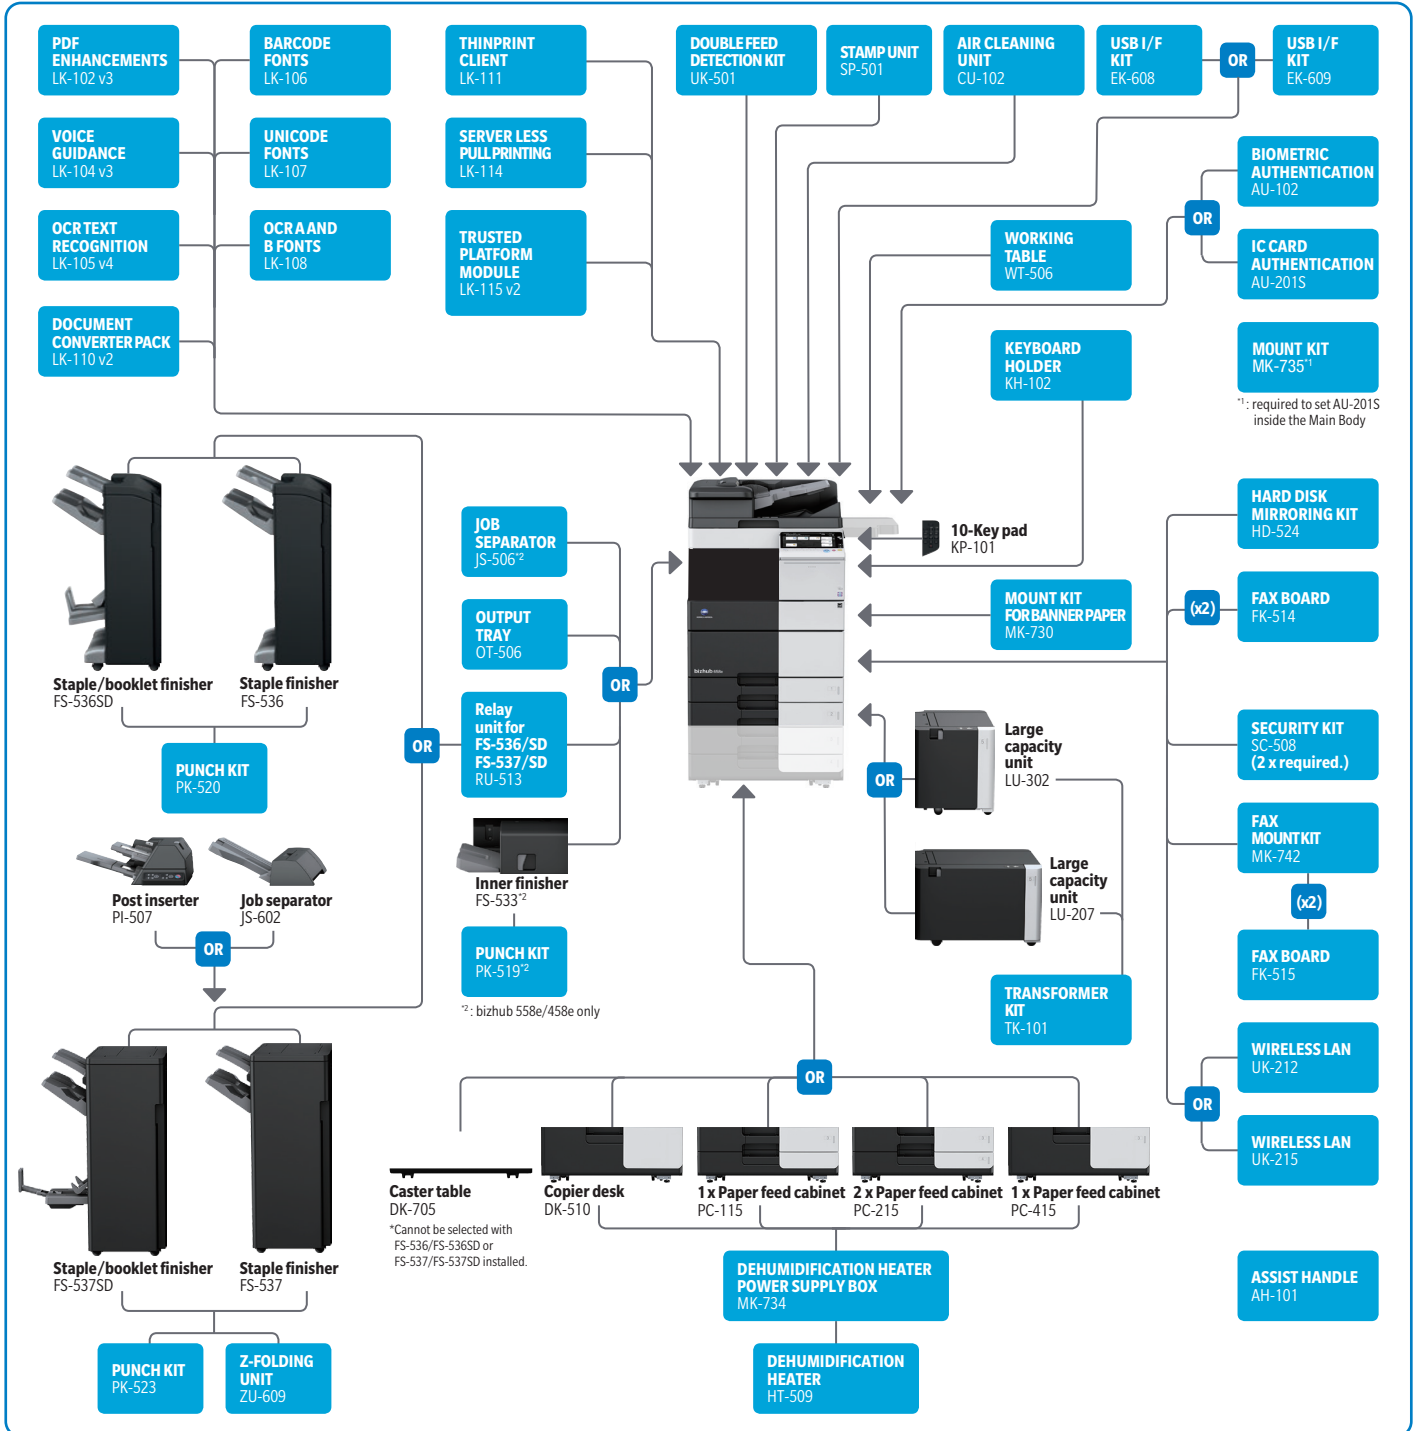 PDF
ENHANCEMENTS
LK-102 v3
BARCODE
FONTS
LK-106
THINPRINT
CLIENT
LK-111
DOUBLE FEED
DETECTION KIT
UK-501
STAMP UNIT
SP-501
AIR CLEANING
UNIT
CU-102
USB I/F
KIT
EK-608
OR
USB I/F
KIT
EK-609
VOICE
GUIDANCE
LK-104 v3
UNICODE
FONTS
LK-107
SERVER LESS
PULL PRINTING
LK-114
BIOMETRIC
AUTHENTICATION
AU-102
OR
IC CARD
AUTHENTICATION
AU-201S
OCR TEXT
RECOGNITION
LK-105 v4
OCR A AND
B FONTS
LK-108
TRUSTED
PLATFORM
MODULE
LK-115 v2
WORKING
TABLE
WT-506
DOCUMENT
CONVERTER PACK
LK-110 v2
KEYBOARD
HOLDER
KH-102
MOUNT KIT
MK-735*1
*1: required to set AU-201S
inside the Main Body
Staple/booklet finisher
FS-536SD
Staple finisher
FS-536
PUNCH KIT
PK-520
JOB
SEPARATOR
JS-506*2
OUTPUT
TRAY
OT-506
OR
Relay
unit for
FS-536/SD
FS-537/SD
RU-513
OR
bizhub
10-Key pad
KP-101
MOUNT KIT
FOR BANNER PAPER
MK-730
HARD DISK
MIRRORING KIT
HD-524
(x2)
FAX BOARD
FK-514
SECURITY KIT
SC-508
(2 x required.)
FAX
MOUNT KIT
MK-742
(x2)
FAX BOARD
FK-515
OR
Large
capacity
unit
LU-302
Large
capacity
unit
LU-207
TRANSFORMER
KIT
TK-101
Post inserter
PI-507
Job separator
JS-602
OR
Inner finisher
FS-533*2
PUNCH KIT
PK-519*2
*2: bizhub 558e/458e only
WIRELESS LAN
UK-212
OR
WIRELESS LAN
UK-215
OR
Staple/booklet finisher
FS-537SD
Staple finisher
FS-537
PUNCH KIT
PK-523
Z-FOLDING
UNIT
ZU-609
Caster table
DK-705
*Cannot be selected with
FS-536/FS-536SD or
FS-537/FS-537SD installed.
Copier desk
DK-510
1 x Paper feed cabinet
PC-115
2 x Paper feed cabinet
PC-215
1 x Paper feed cabinet
PC-415
DEHUMIDIFICATION HEATER
POWER SUPPLY BOX
MK-734
DEHUMIDIFICATION
HEATER
HT-509
ASSIST HANDLE
AH-101